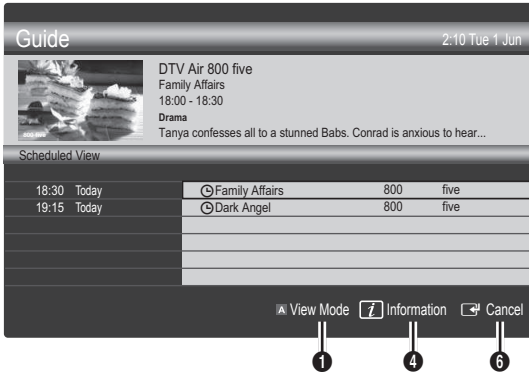 Guide
2:10 Tue 1 Jun
DTV Air 800 five
Family Affairs
18:00 - 18:30
Drama
Tanya confesses all to a stunned Babs. Conrad is anxious to hear...
800 five
Scheduled View
18:30 Today Family Affairs 800 five
19:15 Today Dark Angel 800 five
A View Mode i Information Cancel
1 4 6